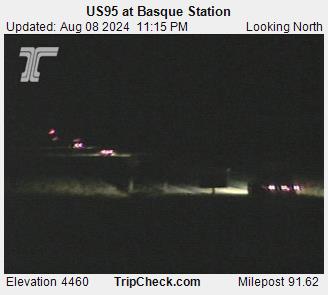 US95 at Basque Station
Updated: Aug 08 2024 11:15 PM Looking North
Elevation 4460 TripCheck.com Milepost 91.62